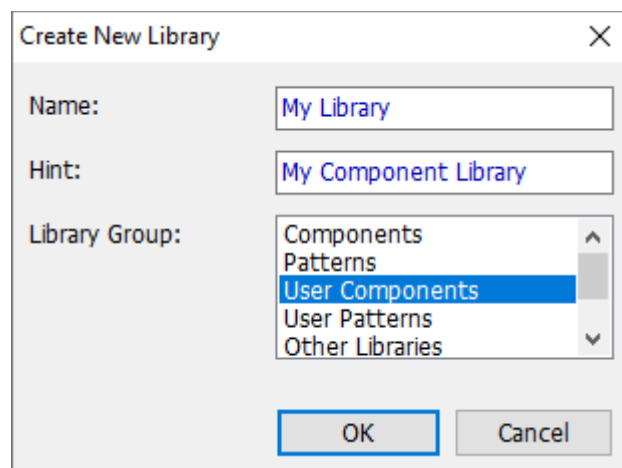 Create New Library
Name:
My Library
Hint:
My Component Library
Library Group:
Components
Patterns
User Components
User Patterns
Other Libraries
OK
Cancel